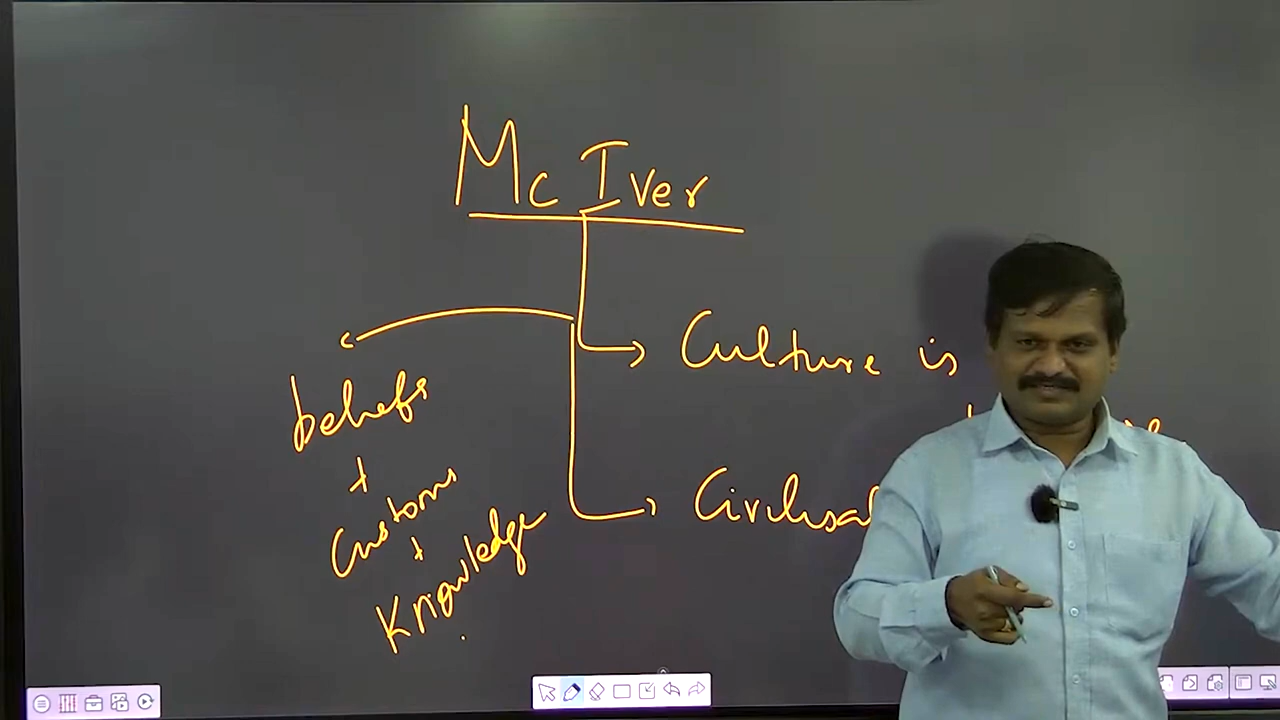 Mc Iver
Culture is
beliefs
+
Customs
+
Knowledge
Civilisa